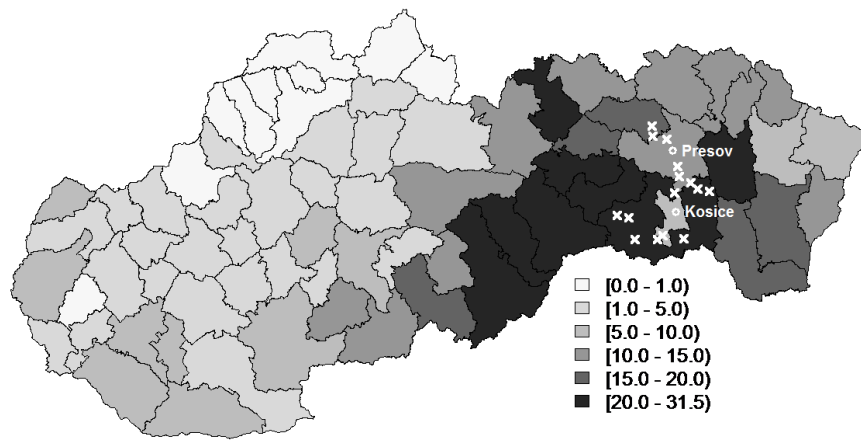 Presov
Kosice
[0.0 - 1.0)
[1.0 - 5.0)
[5.0 - 10.0)
[10.0 - 15.0)
[15.0 - 20.0)
[20.0 - 31.5)